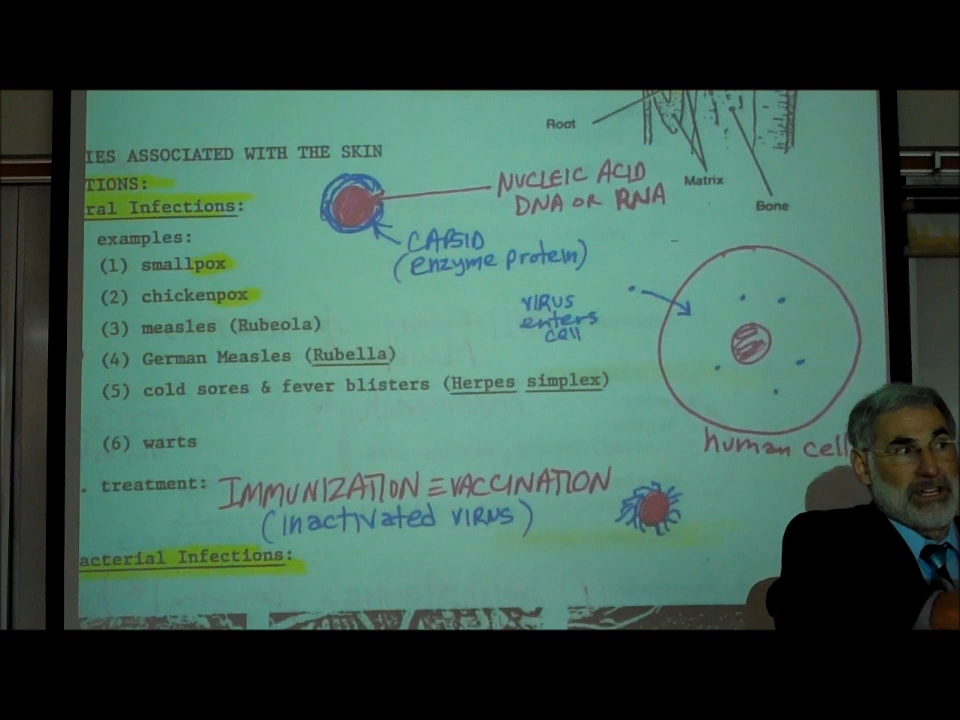 Root
Matrix
Bone
IES ASSOCIATED WITH THE SKIN
TIONS:
ral Infections:
examples:
(1) smallpox
(2) chickenpox
(3) measles (Rubeola)
(4) German Measles (Rubella)
(5) cold sores & fever blisters (Herpes simplex)
(6) warts
. treatment: IMMUNIZATION ≡ VACCINATION
(inactivated VIRUS)
acterial Infections:
NUCLEIC ACID
DNA OR RNA
CAPSID
(enzyme protein)
VIRUS
enters
cell
human cell